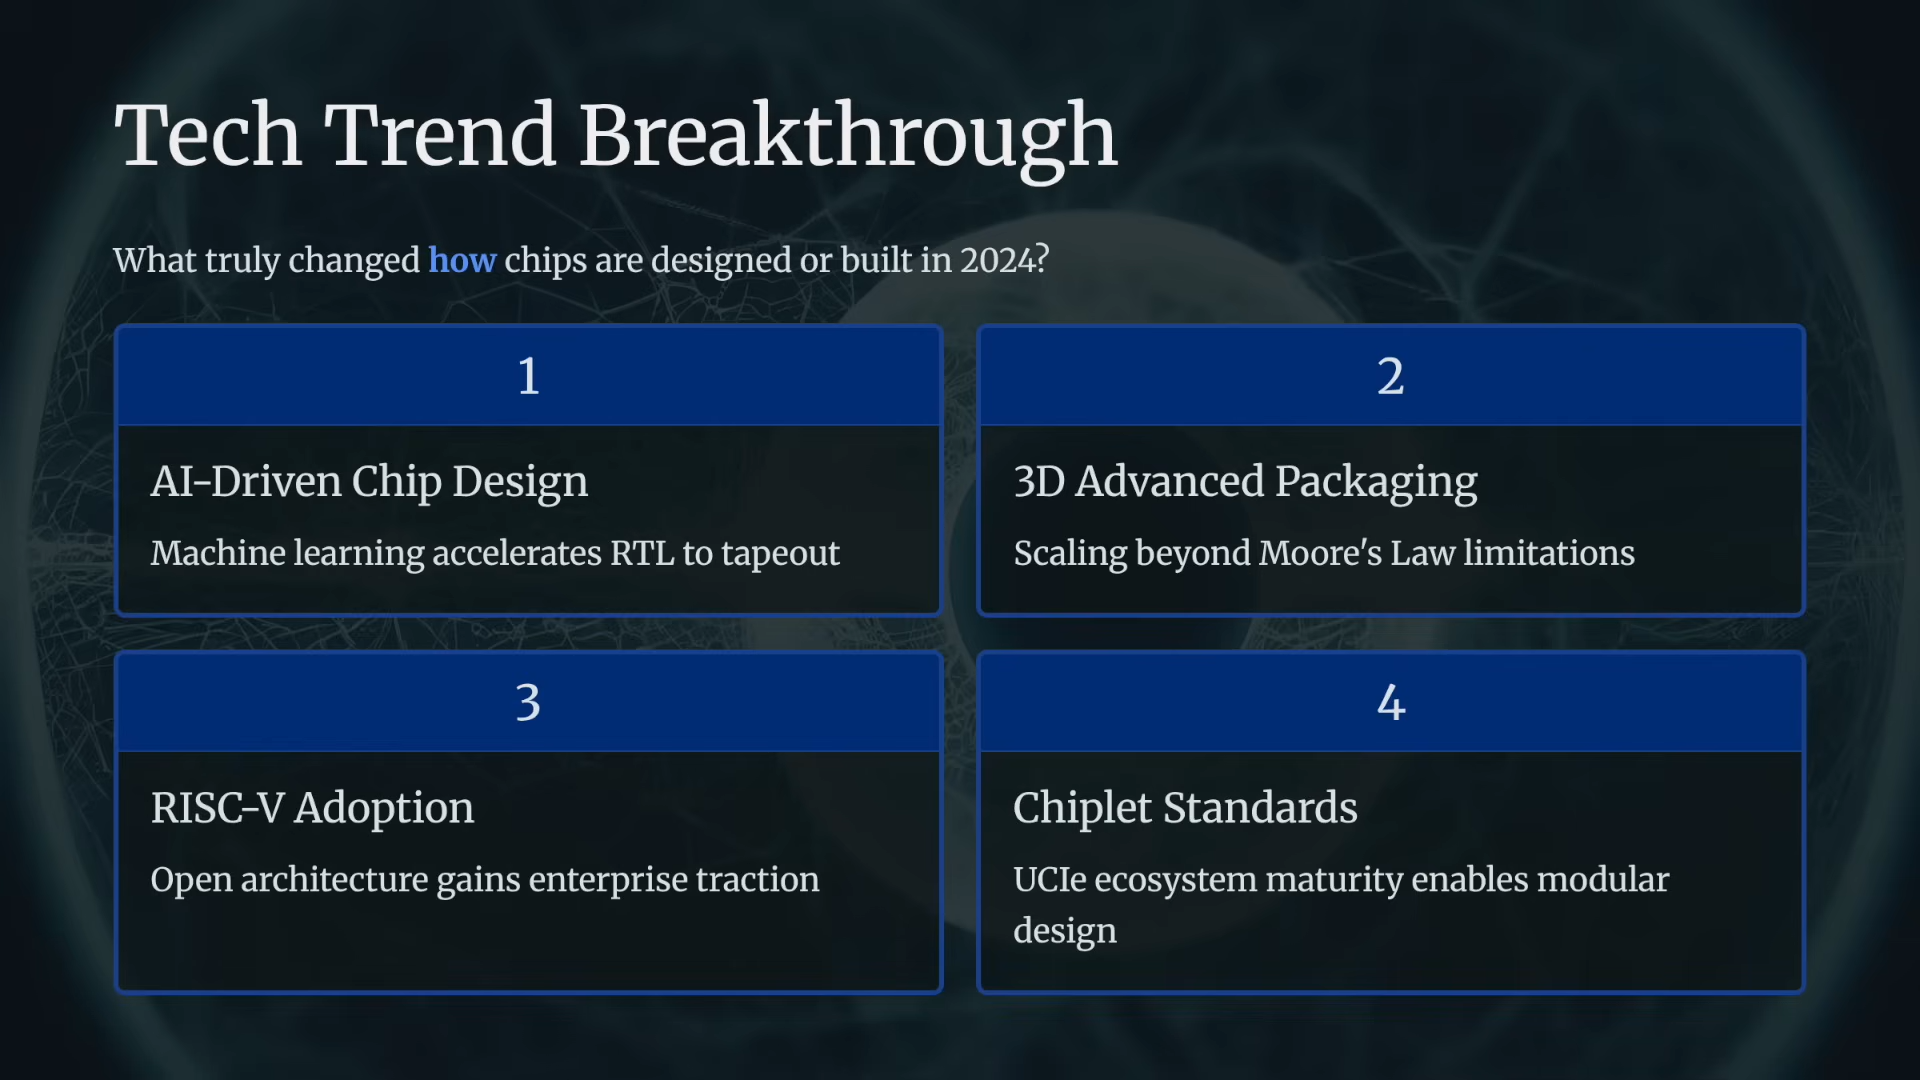 Tech Trend Breakthrough
What truly changed how chips are designed or built in 2024?
1
AI-Driven Chip Design
Machine learning accelerates RTL to tapeout
2
3D Advanced Packaging
Scaling beyond Moore's Law limitations
3
RISC-V Adoption
Open architecture gains enterprise traction
4
Chiplet Standards
UCIe ecosystem maturity enables modular
design